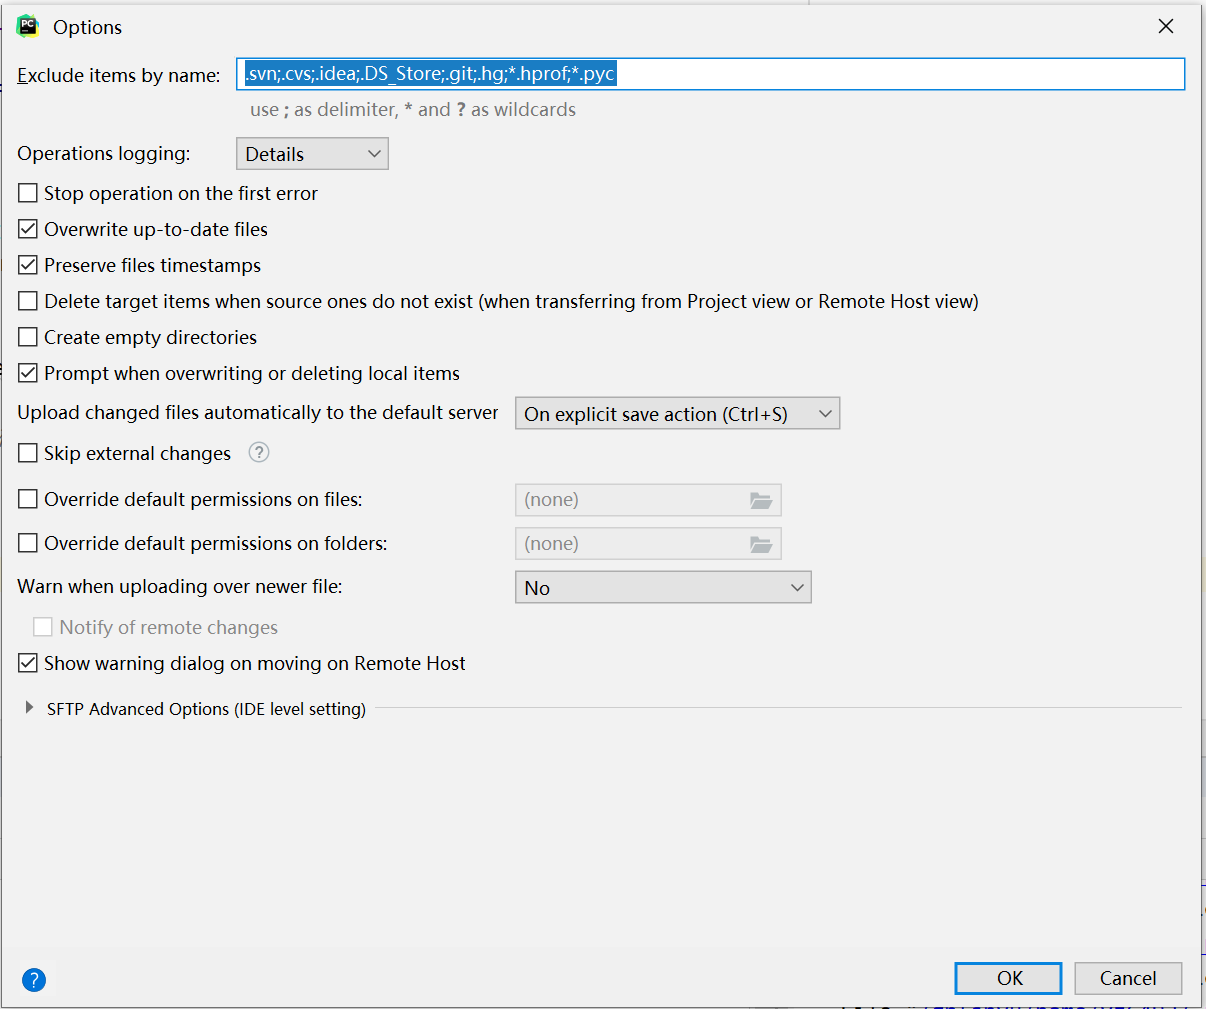 PC
Options
Exclude items by name: .svn;.cvs;.idea;.DS_Store;.git;.hg;*.hprof;*.pyc
use ; as delimiter, * and ? as wildcards
Operations logging: Details
Stop operation on the first error
Overwrite up-to-date files
Preserve files timestamps
Delete target items when source ones do not exist (when transferring from Project view or Remote Host view)
Create empty directories
Prompt when overwriting or deleting local items
Upload changed files automatically to the default server On explicit save action (Ctrl+S)
Skip external changes ?
Override default permissions on files: (none)
Override default permissions on folders: (none)
Warn when uploading over newer file: No
Notify of remote changes
Show warning dialog on moving on Remote Host
SFTP Advanced Options (IDE level setting)
? OK Cancel